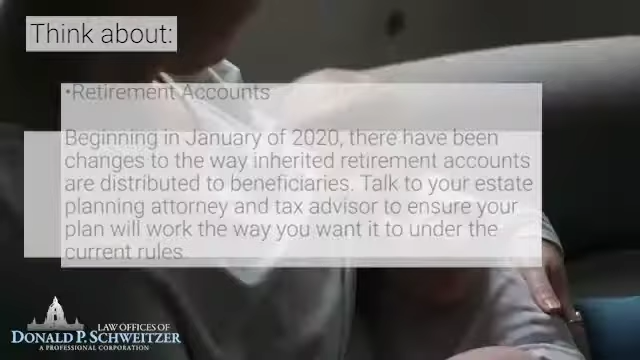 Think about:
•Retirement Accounts
Beginning in January of 2020, there have been
changes to the way inherited retirement accounts
are distributed to beneficiaries. Talk to your estate
planning attorney and tax advisor to ensure your
plan will work the way you want it to under the
current rules.
LAW OFFICES OF
DONALD P. SCHWEITZER
A PROFESSIONAL CORPORATION